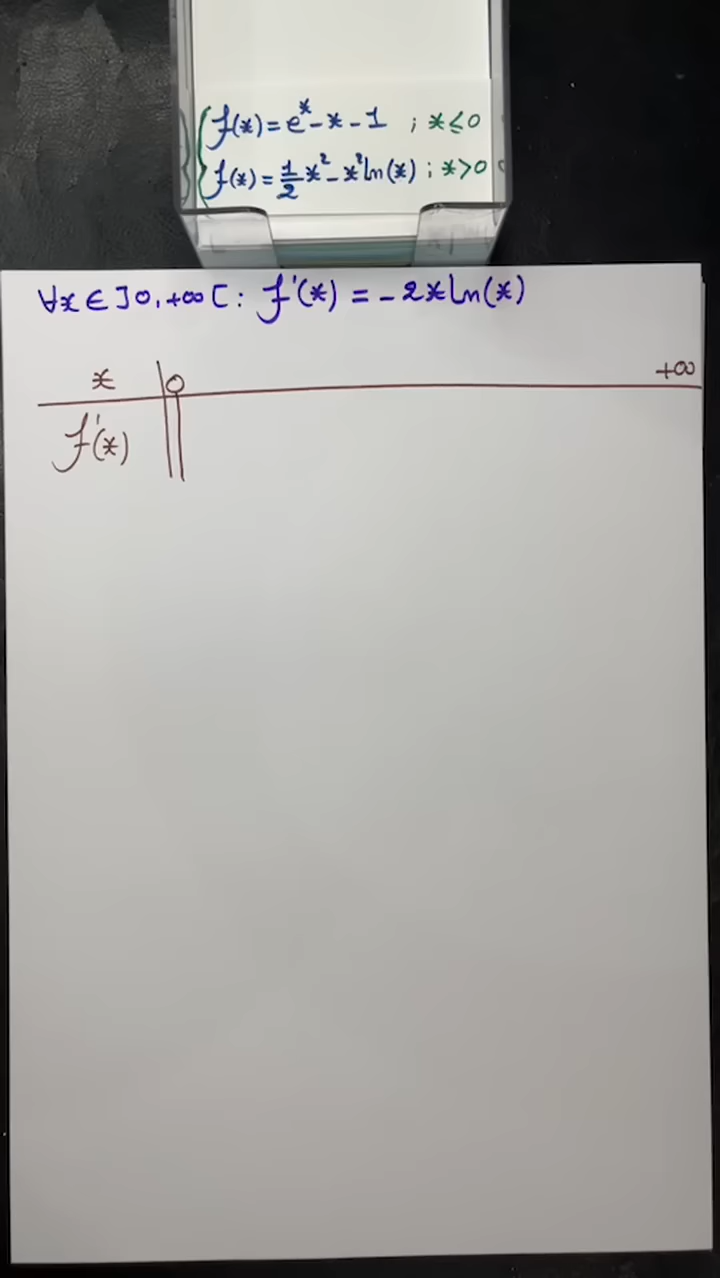 { f(x) = e^x - x - 1 ; x ≤ 0
{ f(x) = 1/2 x² - x² ln(x) ; x > 0
∀x ∈ ]0, +∞[ : f'(x) = -2x ln(x)
x 0 +∞
f'(x)